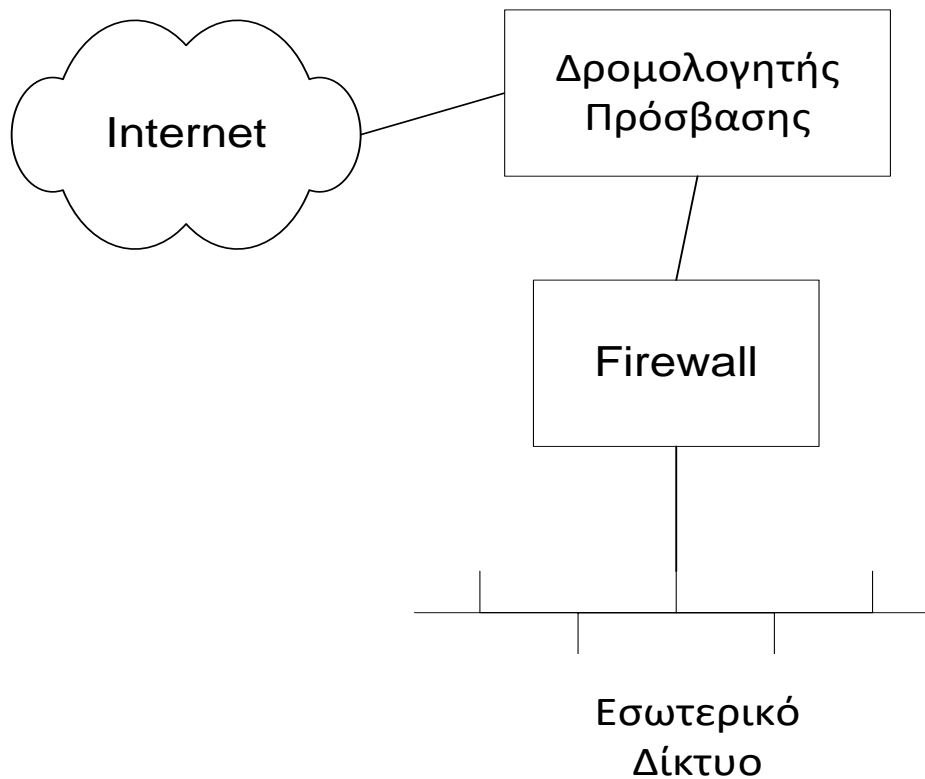 Internet
Δρομολογητής
Πρόσβασης
Firewall
Εσωτερικό
Δίκτυο